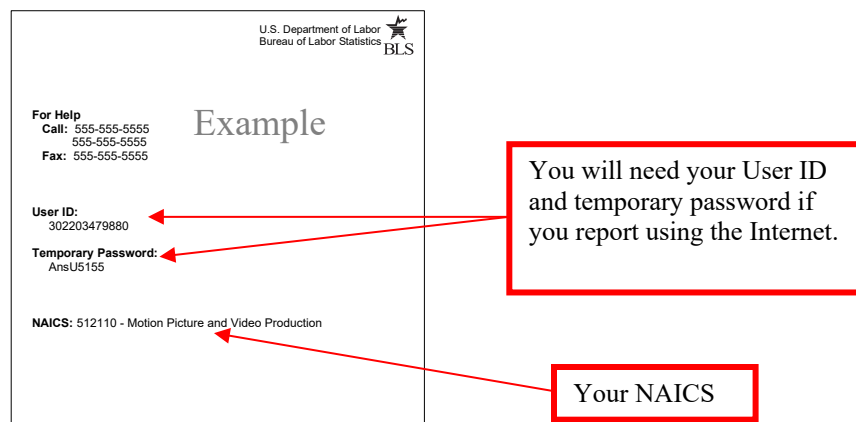 U.S. Department of Labor
Bureau of Labor Statistics
BLS
For Help
Call: 555-555-5555
555-555-5555
Fax: 555-555-5555
Example
User ID:
302203479880
Temporary Password:
AnsU5155
NAICS: 512110 - Motion Picture and Video Production
You will need your User ID
and temporary password if
you report using the Internet.
Your NAICS